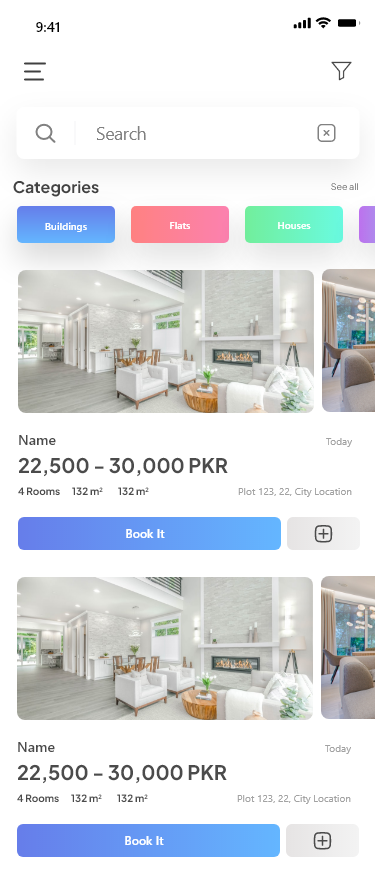 9:41
Search
Categories
See all
Buildings
Flats
Houses
Name
Today
22,500 – 30,000 PKR
4 Rooms 132 m² 132 m²
Plot 123, 22, City Location
Book It
Name
Today
22,500 – 30,000 PKR
4 Rooms 132 m² 132 m²
Plot 123, 22, City Location
Book It